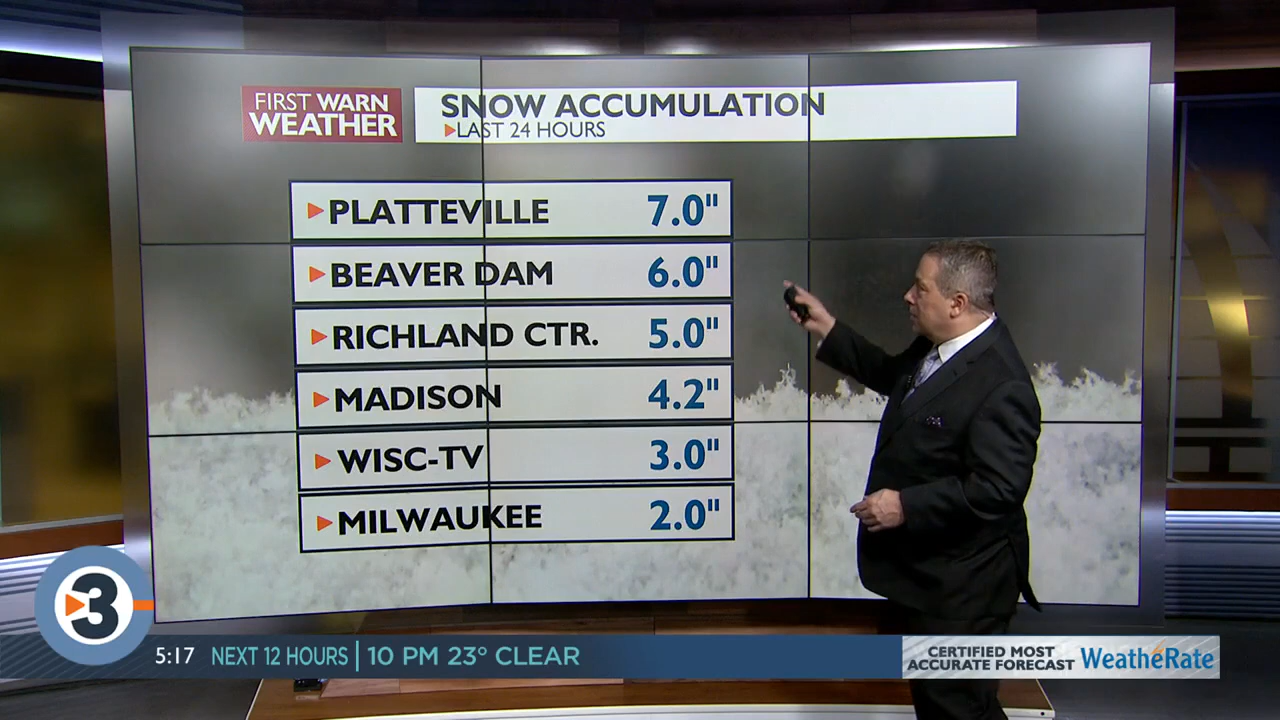 FIRST WARN
WEATHER
SNOW ACCUMULATION
LAST 24 HOURS
PLATTEVILLE 7.0"
BEAVER DAM 6.0"
RICHLAND CTR. 5.0"
MADISON 4.2"
WISC-TV 3.0"
MILWAUKEE 2.0"
3
5:17 NEXT 12 HOURS | 10 PM 23° CLEAR
CERTIFIED MOST
ACCURATE FORECAST
WeatheRate